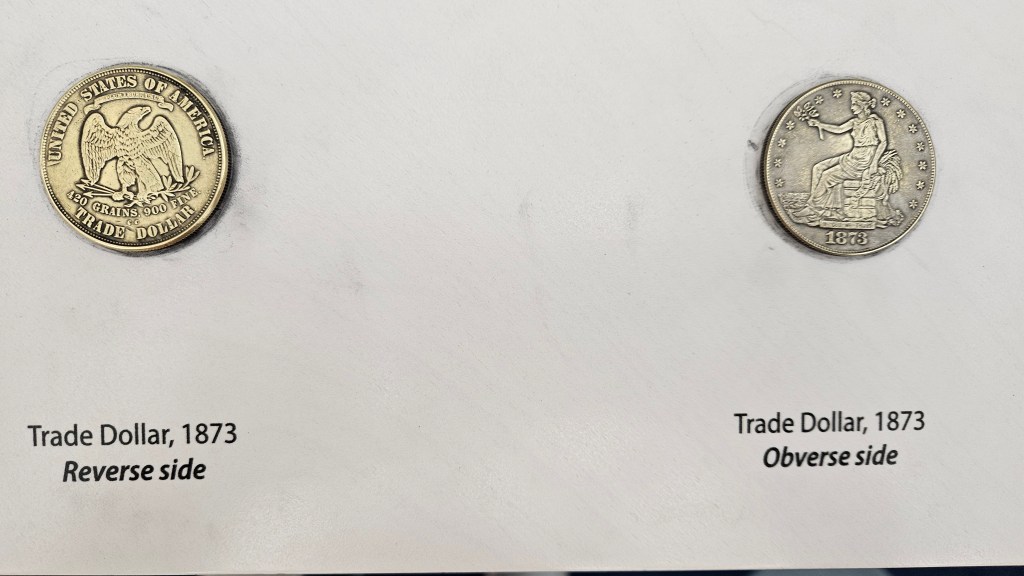 UNITED STATES OF AMERICA
420 GRAINS 900 FINE
CC
TRADE DOLLAR
1873
Trade Dollar, 1873
Reverse side
Trade Dollar, 1873
Obverse side